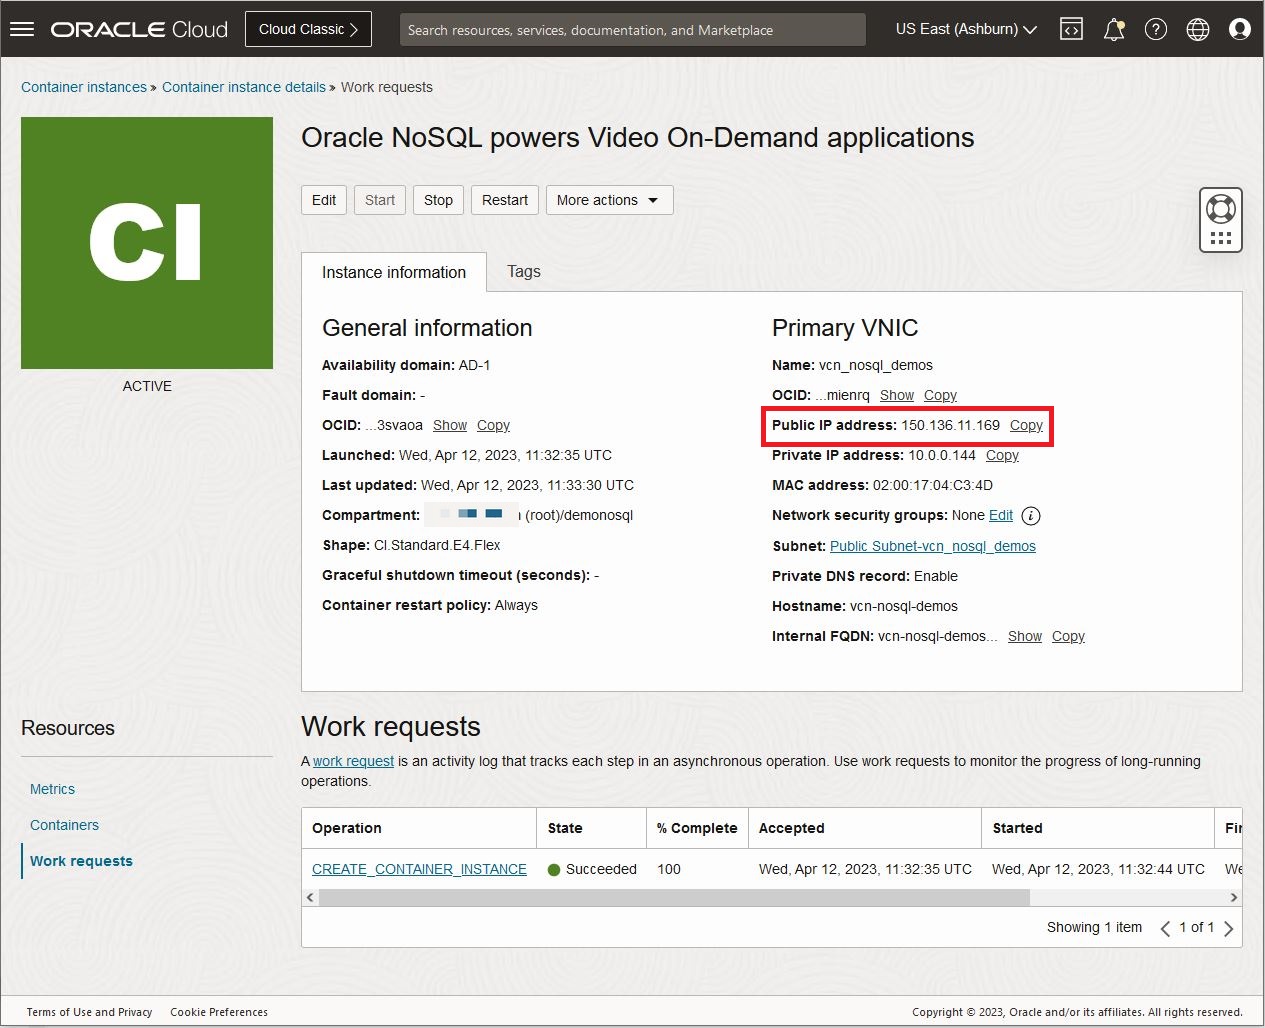 ORACLE Cloud
Cloud Classic
Search resources, services, documentation, and Marketplace
US East (Ashburn)
Container instances » Container instance details » Work requests
CI
ACTIVE
Oracle NoSQL powers Video On-Demand applications
Edit Start Stop Restart More actions
Instance information Tags
General information
Availability domain: AD-1
Fault domain: -
OCID: ...3svaoa Show Copy
Launched: Wed, Apr 12, 2023, 11:32:35 UTC
Last updated: Wed, Apr 12, 2023, 11:33:30 UTC
Compartment: (root)/demonosql
Shape: CI.Standard.E4.Flex
Graceful shutdown timeout (seconds): -
Container restart policy: Always
Primary VNIC
Name: vcn_nosql_demos
OCID: ...mienrq Show Copy
Public IP address: 150.136.11.169 Copy
Private IP address: 10.0.0.144 Copy
MAC address: 02:00:17:04:C3:4D
Network security groups: None Edit i
Subnet: Public Subnet-vcn_nosql_demos
Private DNS record: Enable
Hostname: vcn-nosql-demos
Internal FQDN: vcn-nosql-demos... Show Copy
Resources
Metrics
Containers
Work requests
Work requests
A work request is an activity log that tracks each step in an asynchronous operation. Use work requests to monitor the progress of long-running
operations.
Operation State % Complete Accepted Started
CREATE_CONTAINER_INSTANCE Succeeded 100 Wed, Apr 12, 2023, 11:32:35 UTC Wed, Apr 12, 2023, 11:32:44 UTC
Showing 1 item < 1 of 1 >
Terms of Use and Privacy Cookie Preferences
Copyright © 2023, Oracle and/or its affiliates. All rights reserved.